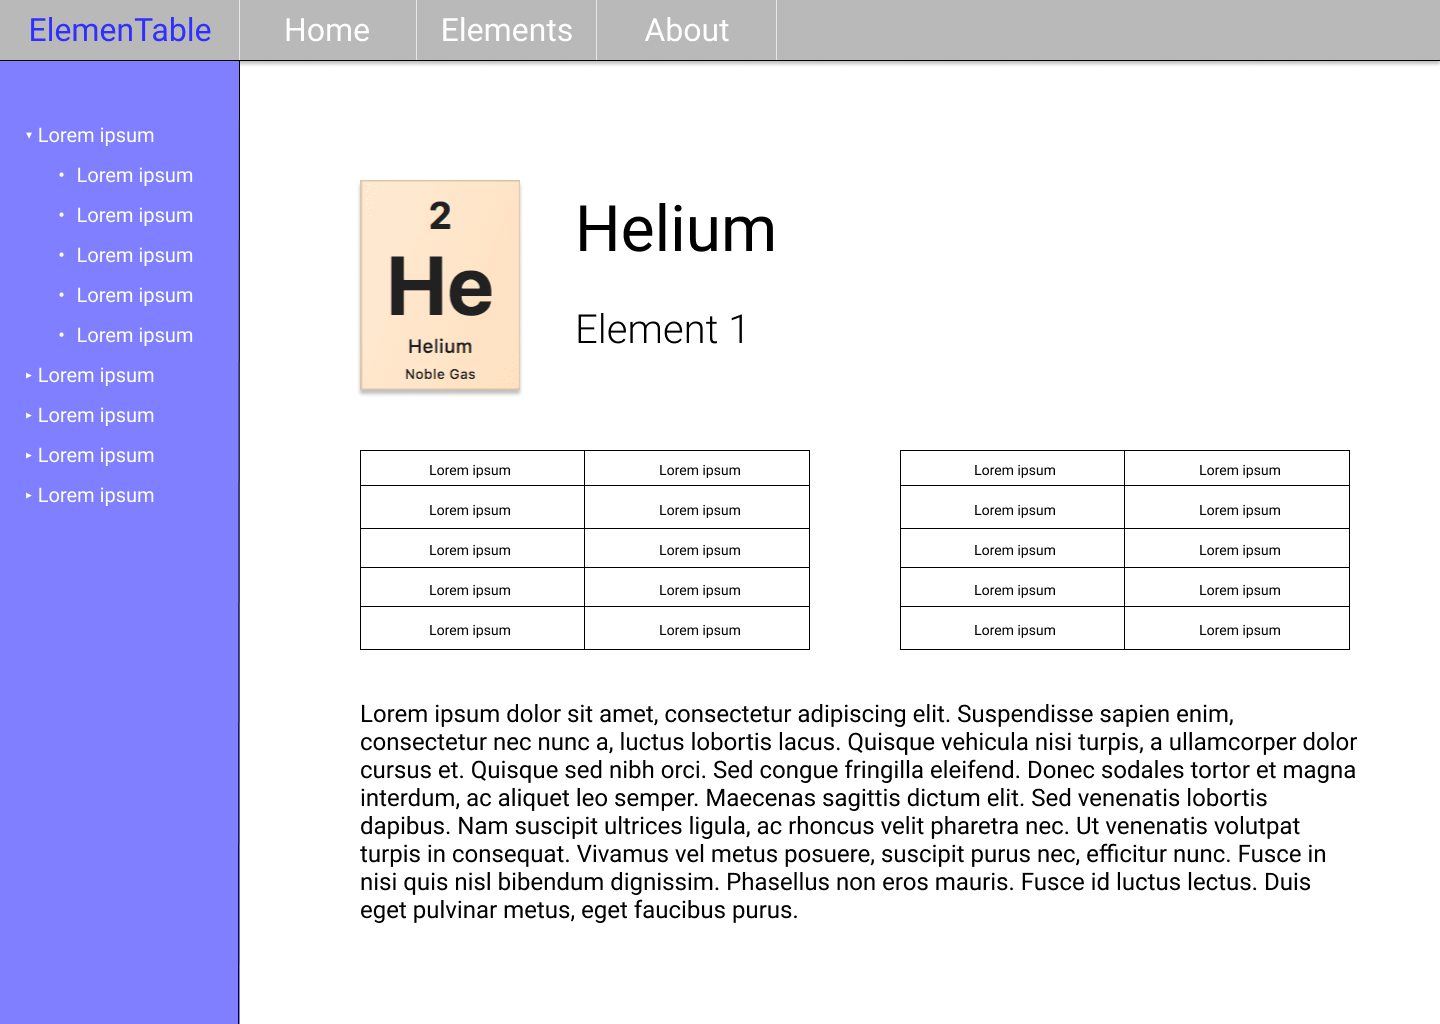 ElemenTable
Home
Elements
About
Lorem ipsum
Lorem ipsum
Lorem ipsum
Lorem ipsum
Lorem ipsum
Lorem ipsum
Lorem ipsum
Lorem ipsum
Lorem ipsum
Lorem ipsum
2
He
Helium
Noble Gas
Helium
Element 1
Lorem ipsum Lorem ipsum
Lorem ipsum Lorem ipsum
Lorem ipsum Lorem ipsum
Lorem ipsum Lorem ipsum
Lorem ipsum Lorem ipsum
Lorem ipsum Lorem ipsum
Lorem ipsum Lorem ipsum
Lorem ipsum Lorem ipsum
Lorem ipsum Lorem ipsum
Lorem ipsum Lorem ipsum
Lorem ipsum dolor sit amet, consectetur adipiscing elit. Suspendisse sapien enim,
consectetur nec nunc a, luctus lobortis lacus. Quisque vehicula nisi turpis, a ullamcorper dolor
cursus et. Quisque sed nibh orci. Sed congue fringilla eleifend. Donec sodales tortor et magna
interdum, ac aliquet leo semper. Maecenas sagittis dictum elit. Sed venenatis lobortis
dapibus. Nam suscipit ultrices ligula, ac rhoncus velit pharetra nec. Ut venenatis volutpat
turpis in consequat. Vivamus vel metus posuere, suscipit purus nec, efficitur nunc. Fusce in
nisi quis nisl bibendum dignissim. Phasellus non eros mauris. Fusce id luctus lectus. Duis
eget pulvinar metus, eget faucibus purus.